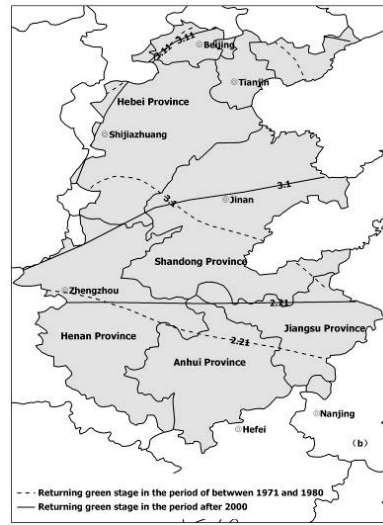 3.11
3.11
Beijing
Tianjin
Hebei Province
Shijiazhuang
3.1
3.1
Jinan
Shandong Province
Zhengzhou
2.21
Henan Province
Jiangsu Province
2.21
Anhui Province
Nanjing
Hefei
(b)
Returning green stage in the period of betwwen 1971 and 1980
Returning green stage in the period after 2000